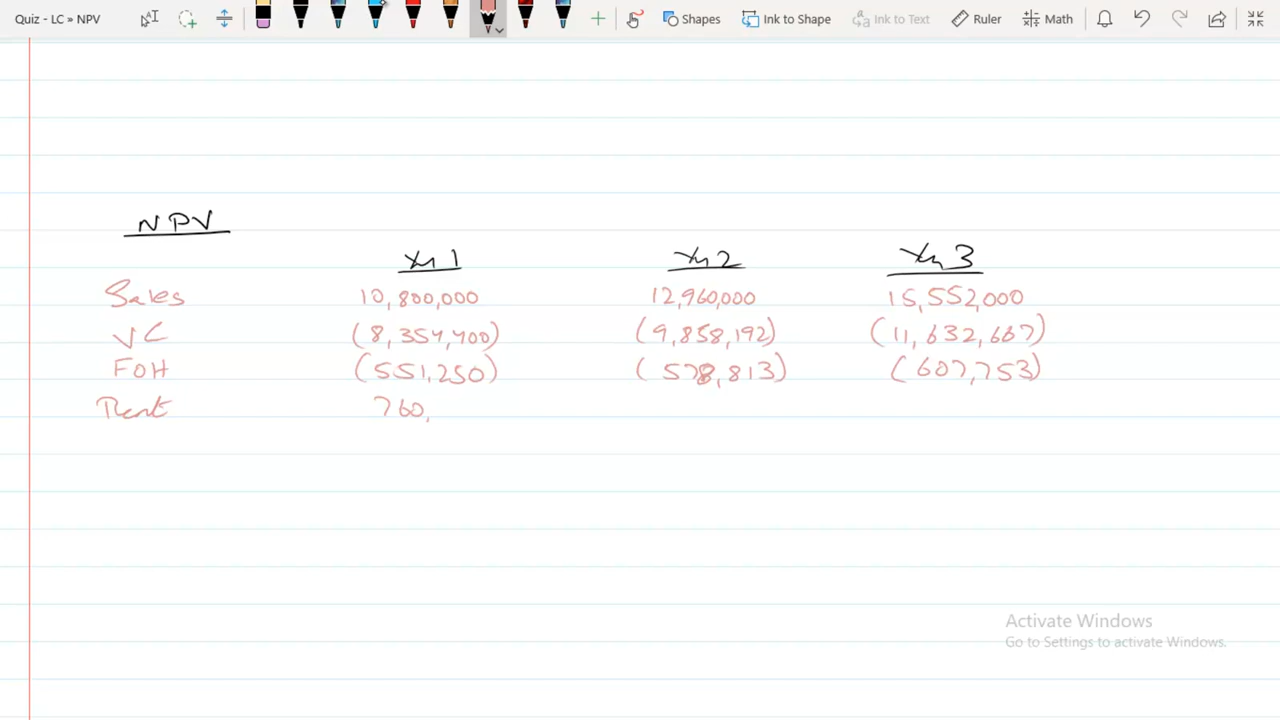 Quiz - LC » NPV Shapes Ink to Shape Ink to Text Ruler Math
NPV
Yr 1 Yr 2 Yr 3
Sales 10,800,000 12,960,000 15,552,000
VC (8,354,400) (9,858,192) (11,632,667)
FOH (551,250) (578,813) (607,753)
Rent 760,
Activate Windows
Go to Settings to activate Windows.